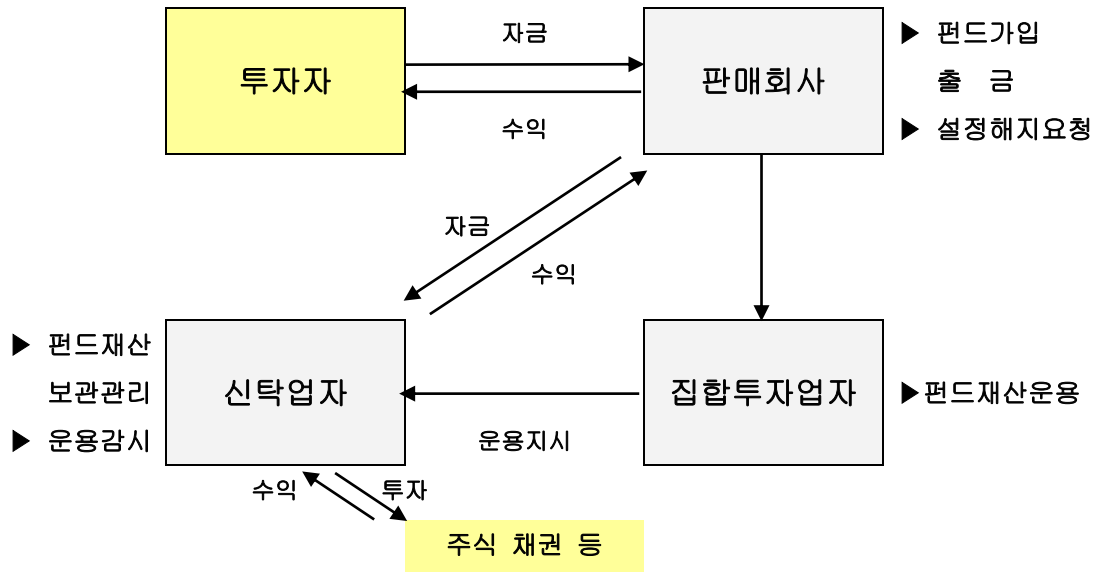 자금
투자자
판매회사
▶ 펀드가입
출 금
수익
▶ 설정해지요청
자금
수익
▶ 펀드재산
보관관리
▶ 운용감시
신탁업자
집합투자업자
▶펀드재산운용
운용지시
수익
투자
주식 채권 등